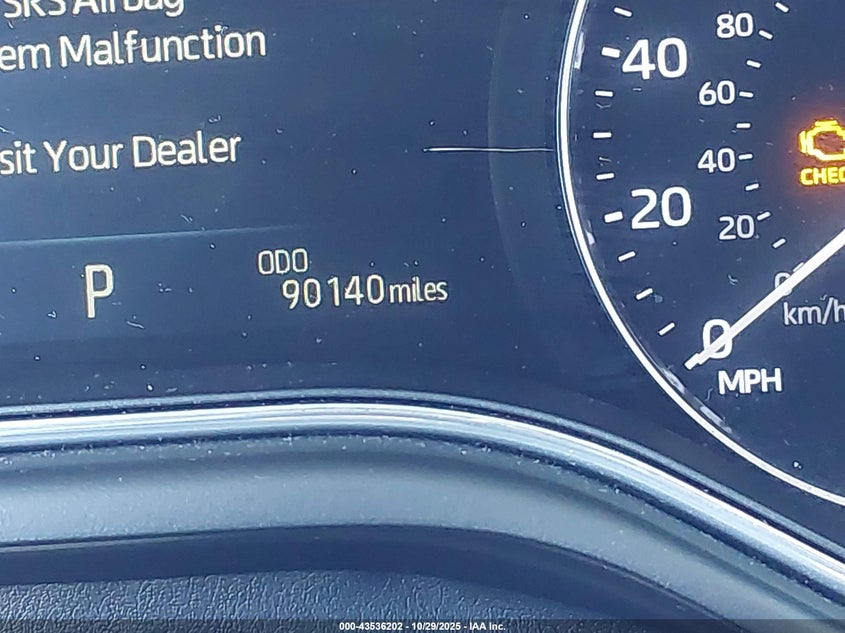 SRS Airbag
em Malfunction
sit Your Dealer
P
ODO
90140 miles
40
20
0
MPH
80
60
40
20
km/h
CHEC
000-43536202 - 10/29/2025 - IAA Inc.